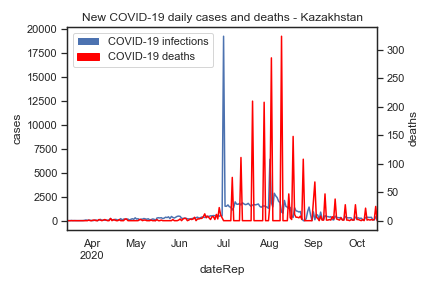 New COVID-19 daily cases and deaths - Kazakhstan
COVID-19 infections
COVID-19 deaths
20000
17500
15000
12500
10000
7500
5000
2500
0
cases
300
250
200
150
100
50
0
deaths
Apr May Jun Jul Aug Sep Oct
2020
dateRep